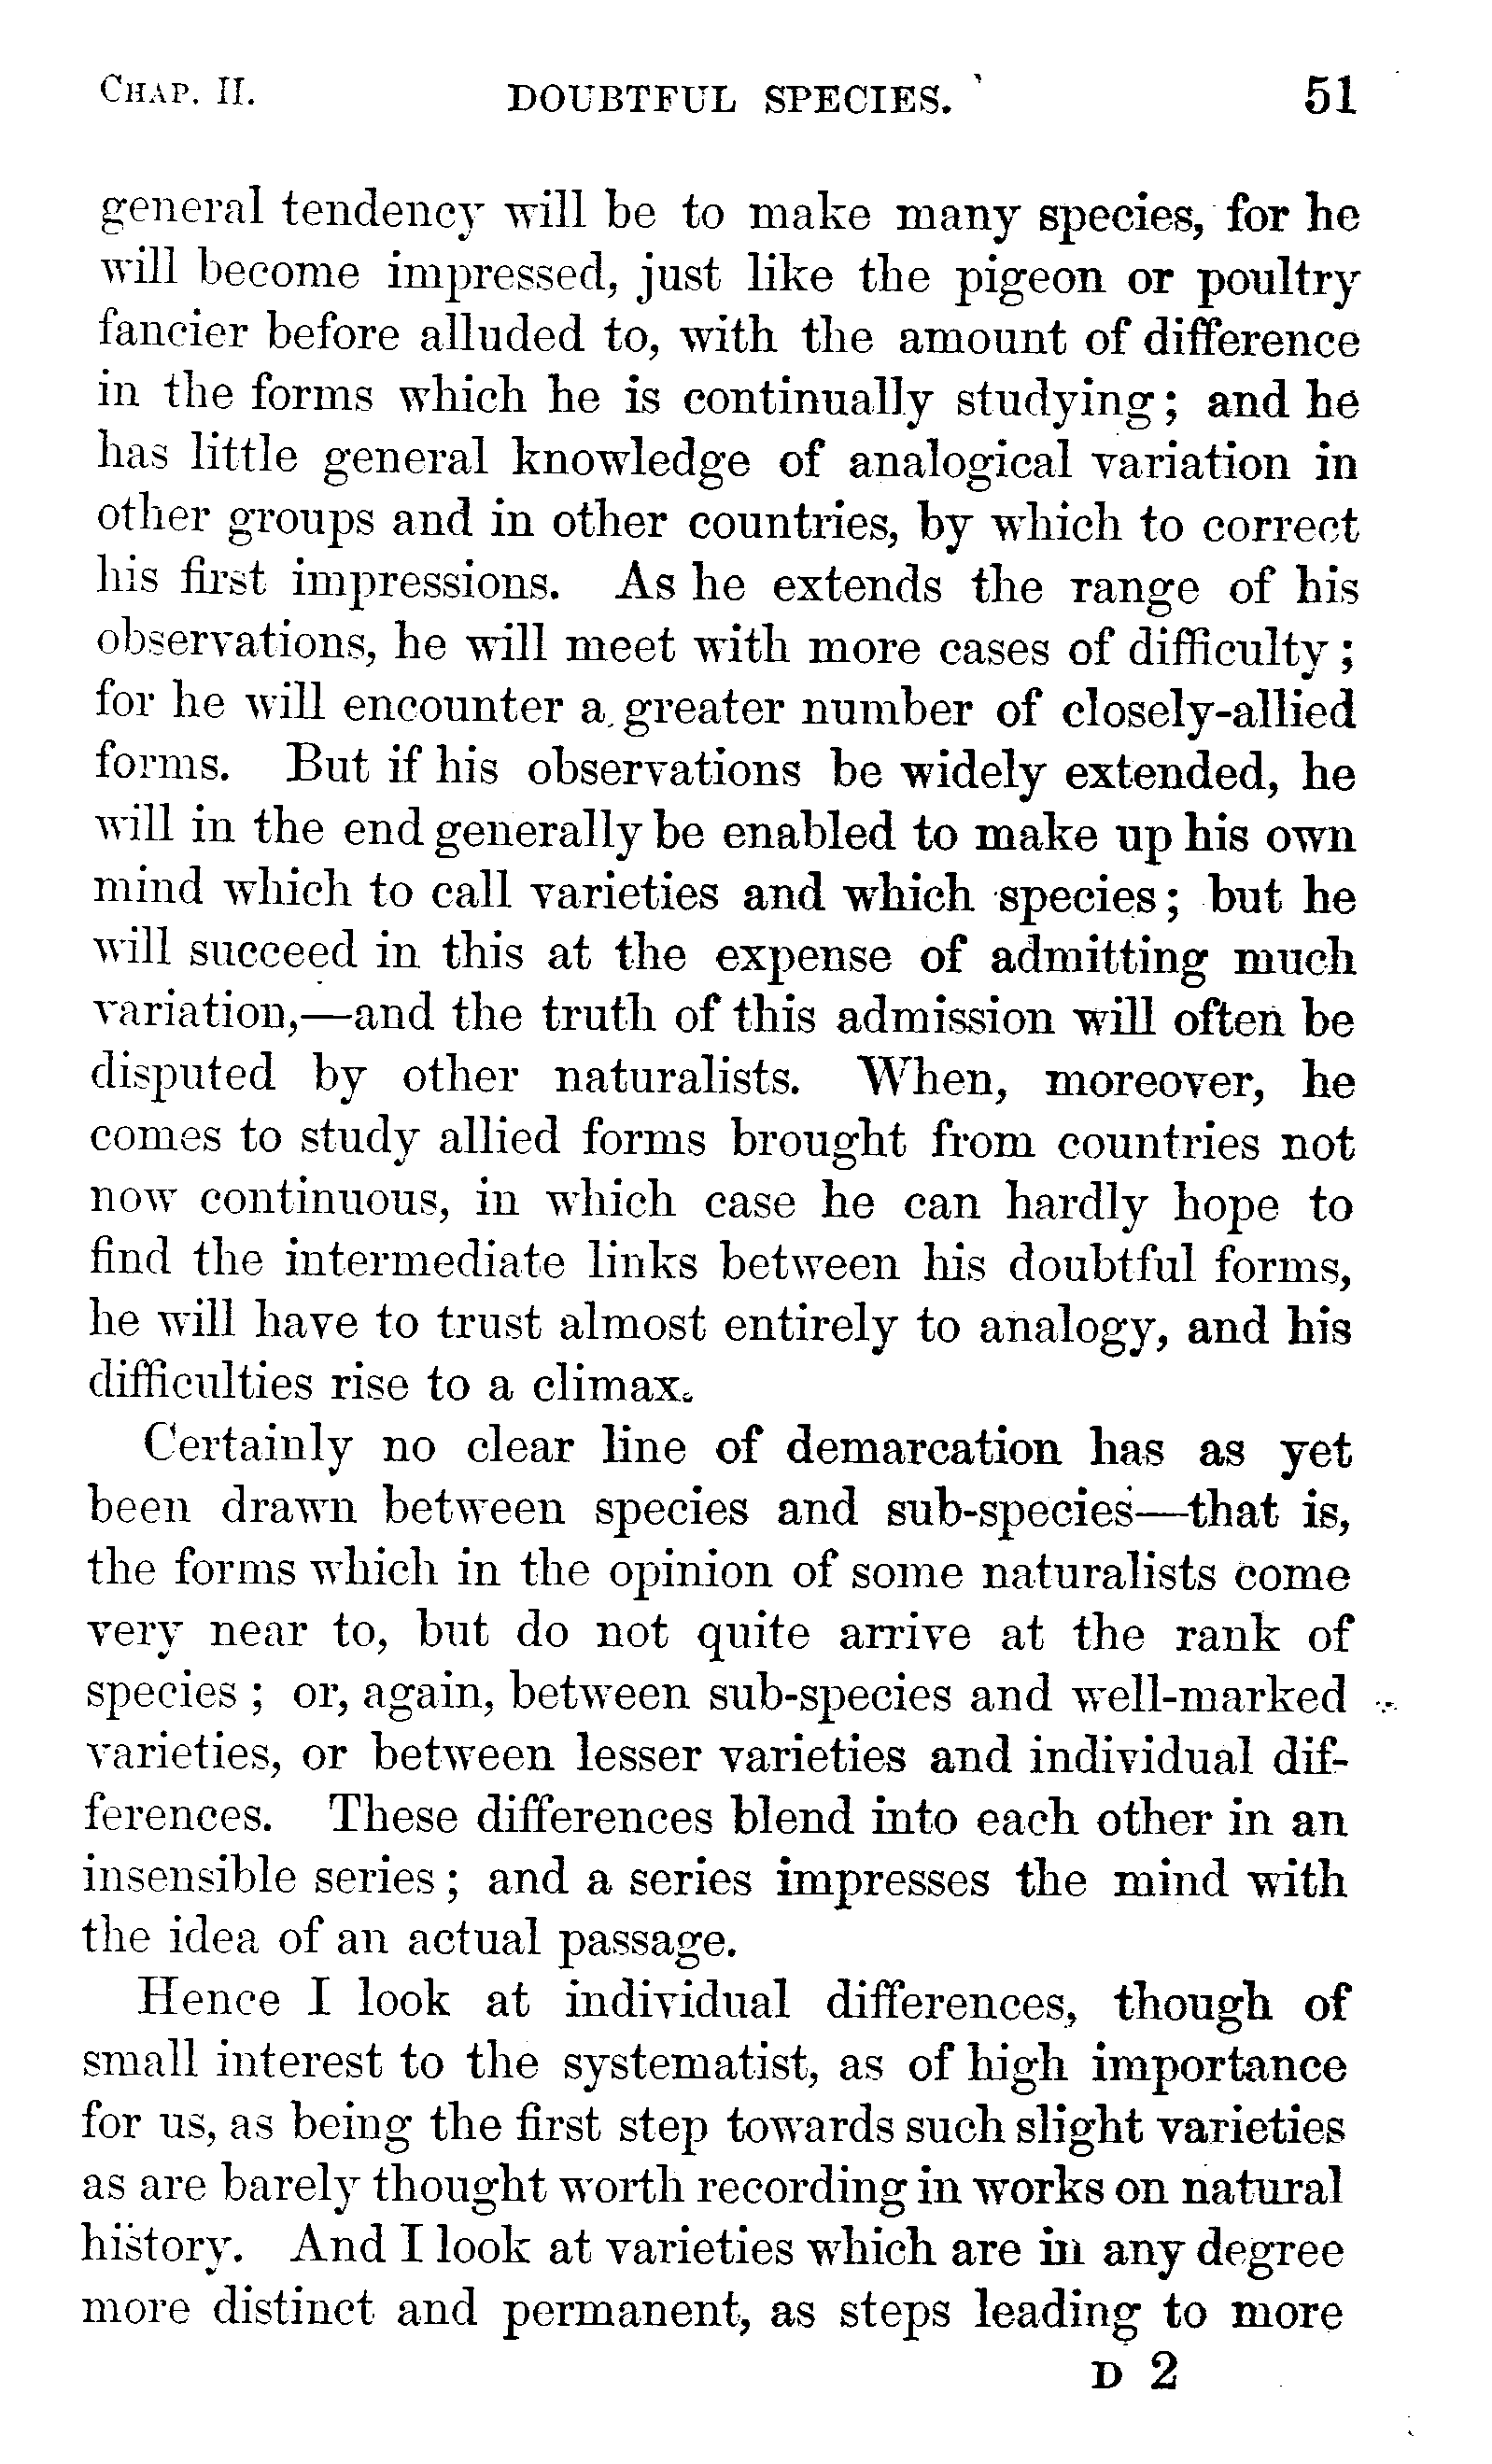 CHAP. II. DOUBTFUL SPECIES. 51
general tendency will be to make many species, for he
will become impressed, just like the pigeon or poultry
fancier before alluded to, with the amount of difference
in the forms which he is continually studying; and he
has little general knowledge of analogical variation in
other groups and in other countries, by which to correct
his first impressions. As he extends the range of his
observations, he will meet with more cases of difficulty;
for he will encounter a greater number of closely-allied
forms. But if his observations be widely extended, he
will in the end generally be enabled to make up his own
mind which to call varieties and which species; but he
will succeed in this at the expense of admitting much
variation,—and the truth of this admission will often be
disputed by other naturalists. When, moreover, he
comes to study allied forms brought from countries not
now continuous, in which case he can hardly hope to
find the intermediate links between his doubtful forms,
he will have to trust almost entirely to analogy, and his
difficulties rise to a climax.
Certainly no clear line of demarcation has as yet
been drawn between species and sub-species—that is,
the forms which in the opinion of some naturalists come
very near to, but do not quite arrive at the rank of
species; or, again, between sub-species and well-marked
varieties, or between lesser varieties and individual dif-
ferences. These differences blend into each other in an
insensible series; and a series impresses the mind with
the idea of an actual passage.
Hence I look at individual differences, though of
small interest to the systematist, as of high importance
for us, as being the first step towards such slight varieties
as are barely thought worth recording in works on natural
history. And I look at varieties which are in any degree
more distinct and permanent, as steps leading to more
D 2